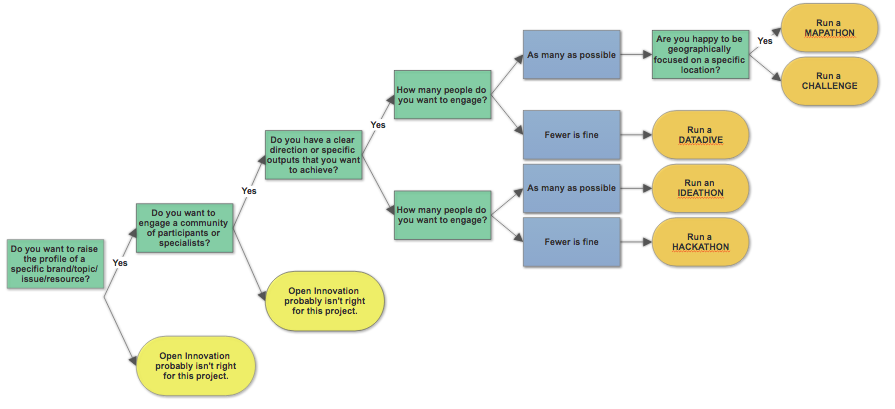 Do you want to raise
the profile of a
specific brand/topic/
issue/resource?
Yes
Open Innovation
probably isn't right
for this project.
Do you want to
engage a community
of participants or
specialists?
Yes
Open Innovation
probably isn't right
for this project.
Do you have a clear
direction or specific
outputs that you want
to achieve?
Yes
How many people do
you want to engage?
As many as possible
Are you happy to be
geographically
focused on a specific
location?
Yes
Run a
MAPATHON
Run a
CHALLENGE
Fewer is fine
Run a
DATADIVE
How many people do
you want to engage?
As many as possible
Run an
IDEATHON
Fewer is fine
Run a
HACKATHON